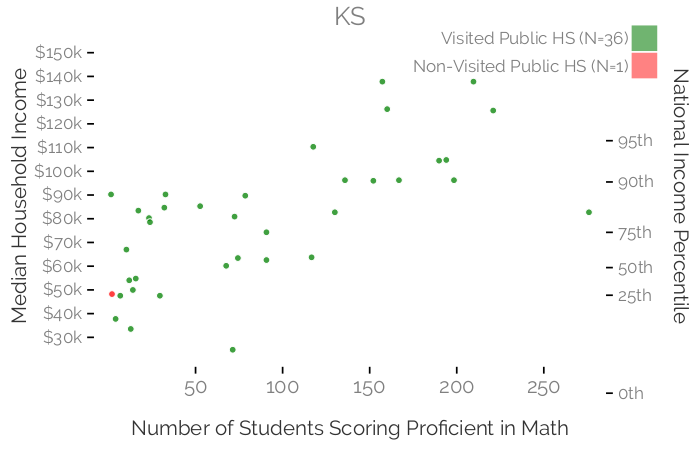 KS
Visited Public HS (N=36)
Non-Visited Public HS (N=1)
Median Household Income
$150k
$140k
$130k
$120k
$110k
$100k
$90k
$80k
$70k
$60k
$50k
$40k
$30k
National Income Percentile
95th
90th
75th
50th
25th
0th
50
100
150
200
250
Number of Students Scoring Proficient in Math